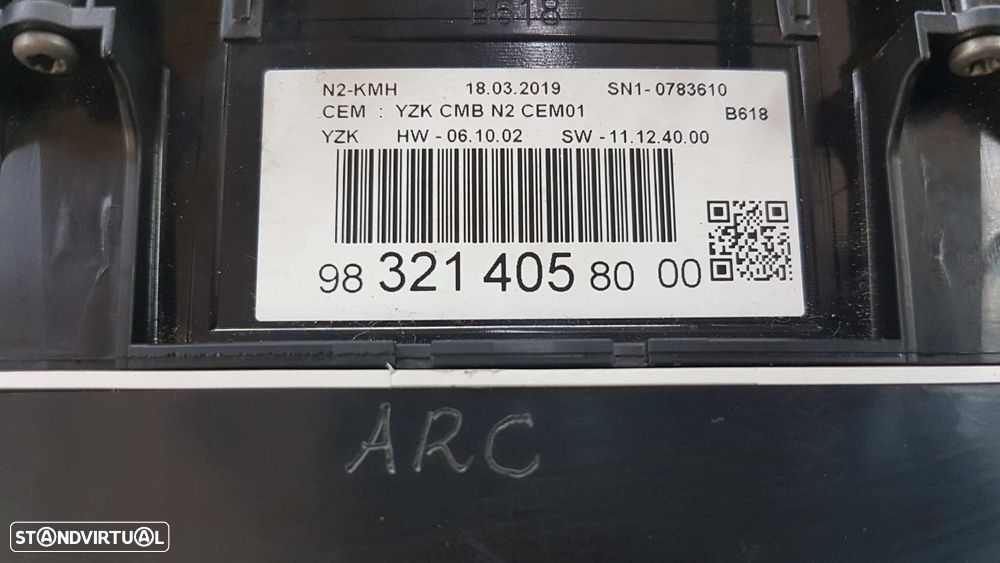 B618
N2-KMH 18.03.2019 SN1- 0783610
CEM : YZK CMB N2 CEM01 B618
YZK HW - 06.10.02 SW - 11.12.40.00
98 321 405 80 00
ARC
STANDVIRTUAL